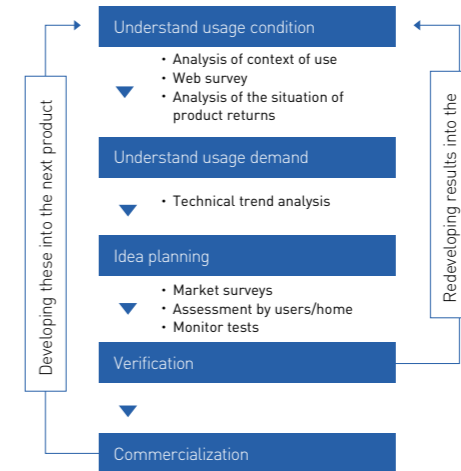 Understand usage condition
・Analysis of context of use
・Web survey
・Analysis of the situation of
product returns
Understand usage demand
・Technical trend analysis
Idea planning
・Market surveys
・Assessment by users/home
・Monitor tests
Verification
Commercialization
Developing these into the next product
Redeveloping results into the